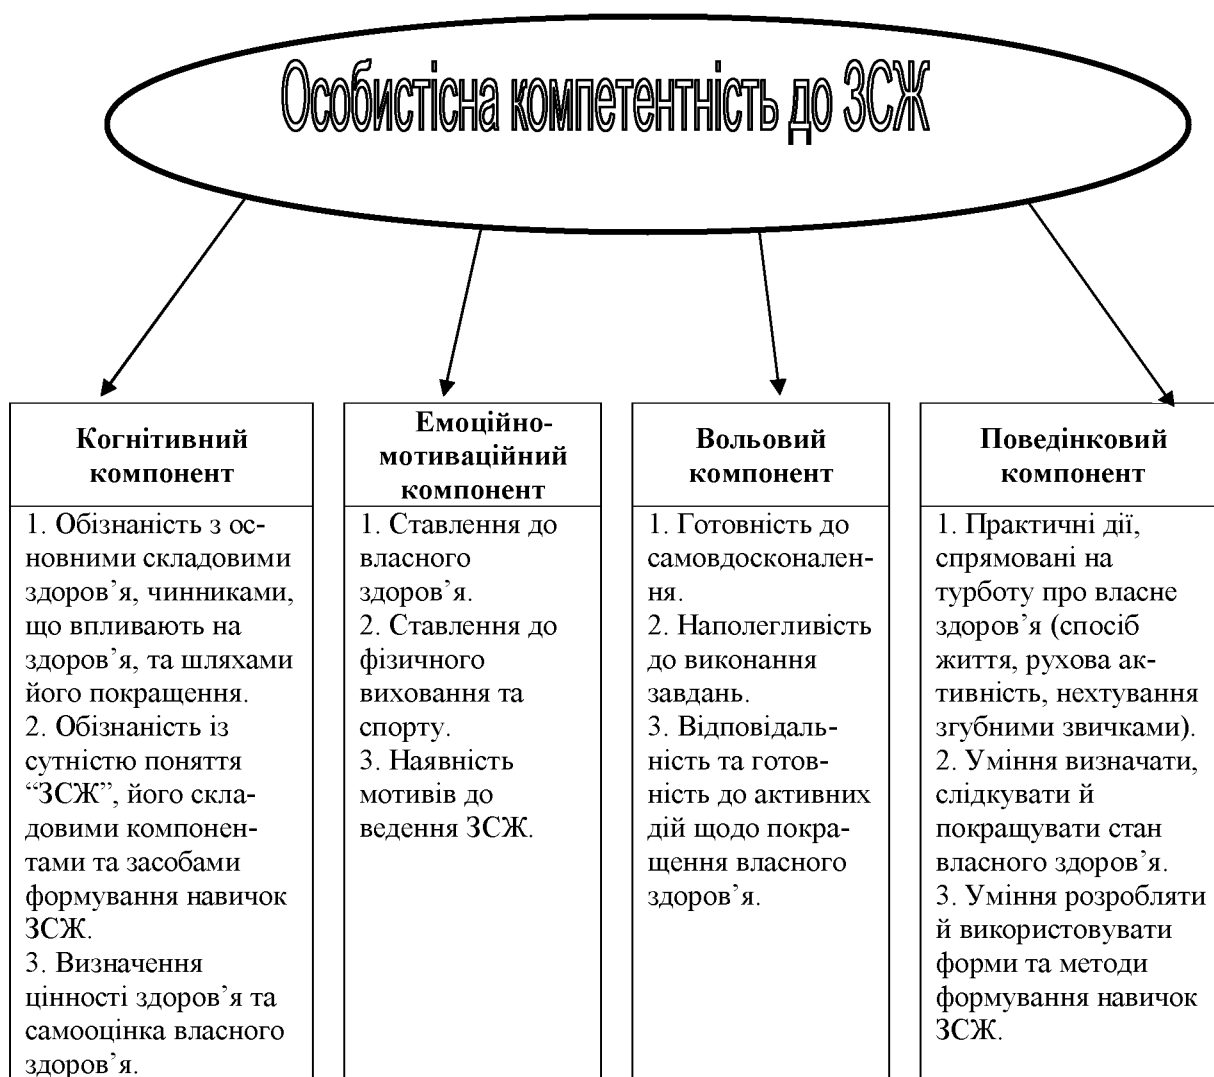 Особистісна компетентність до ЗСЖ
Когнітивний
компонент
1. Обізнаність з ос-
новними складовими
здоров’я, чинниками,
що впливають на
здоров’я, та шляхами
його покращення.
2. Обізнаність із
сутністю поняття
“ЗСЖ”, його скла-
довими компонен-
тами та засобами
формування навичок
ЗСЖ.
3. Визначення
цінності здоров’я та
самооцінка власного
здоров’я.
Емоційно-
мотиваційний
компонент
1. Ставлення до
власного
здоров’я.
2. Ставлення до
фізичного
виховання та
спорту.
3. Наявність
мотивів до
ведення ЗСЖ.
Вольовий
компонент
1. Готовність до
самовдосконален-
ня.
2. Наполегливість
до виконання
завдань.
3. Відповідаль-
ність та готов-
ність до активних
дій щодо покра-
щення власного
здоров’я.
Поведінковий
компонент
1. Практичні дії,
спрямовані на
турботу про власне
здоров’я (спосіб
життя, рухова ак-
тивність, нехтування
згубними звичками).
2. Уміння визначати,
слідкувати й
покращувати стан
власного здоров’я.
3. Уміння розробляти
й використовувати
форми та методи
формування навичок
ЗСЖ.